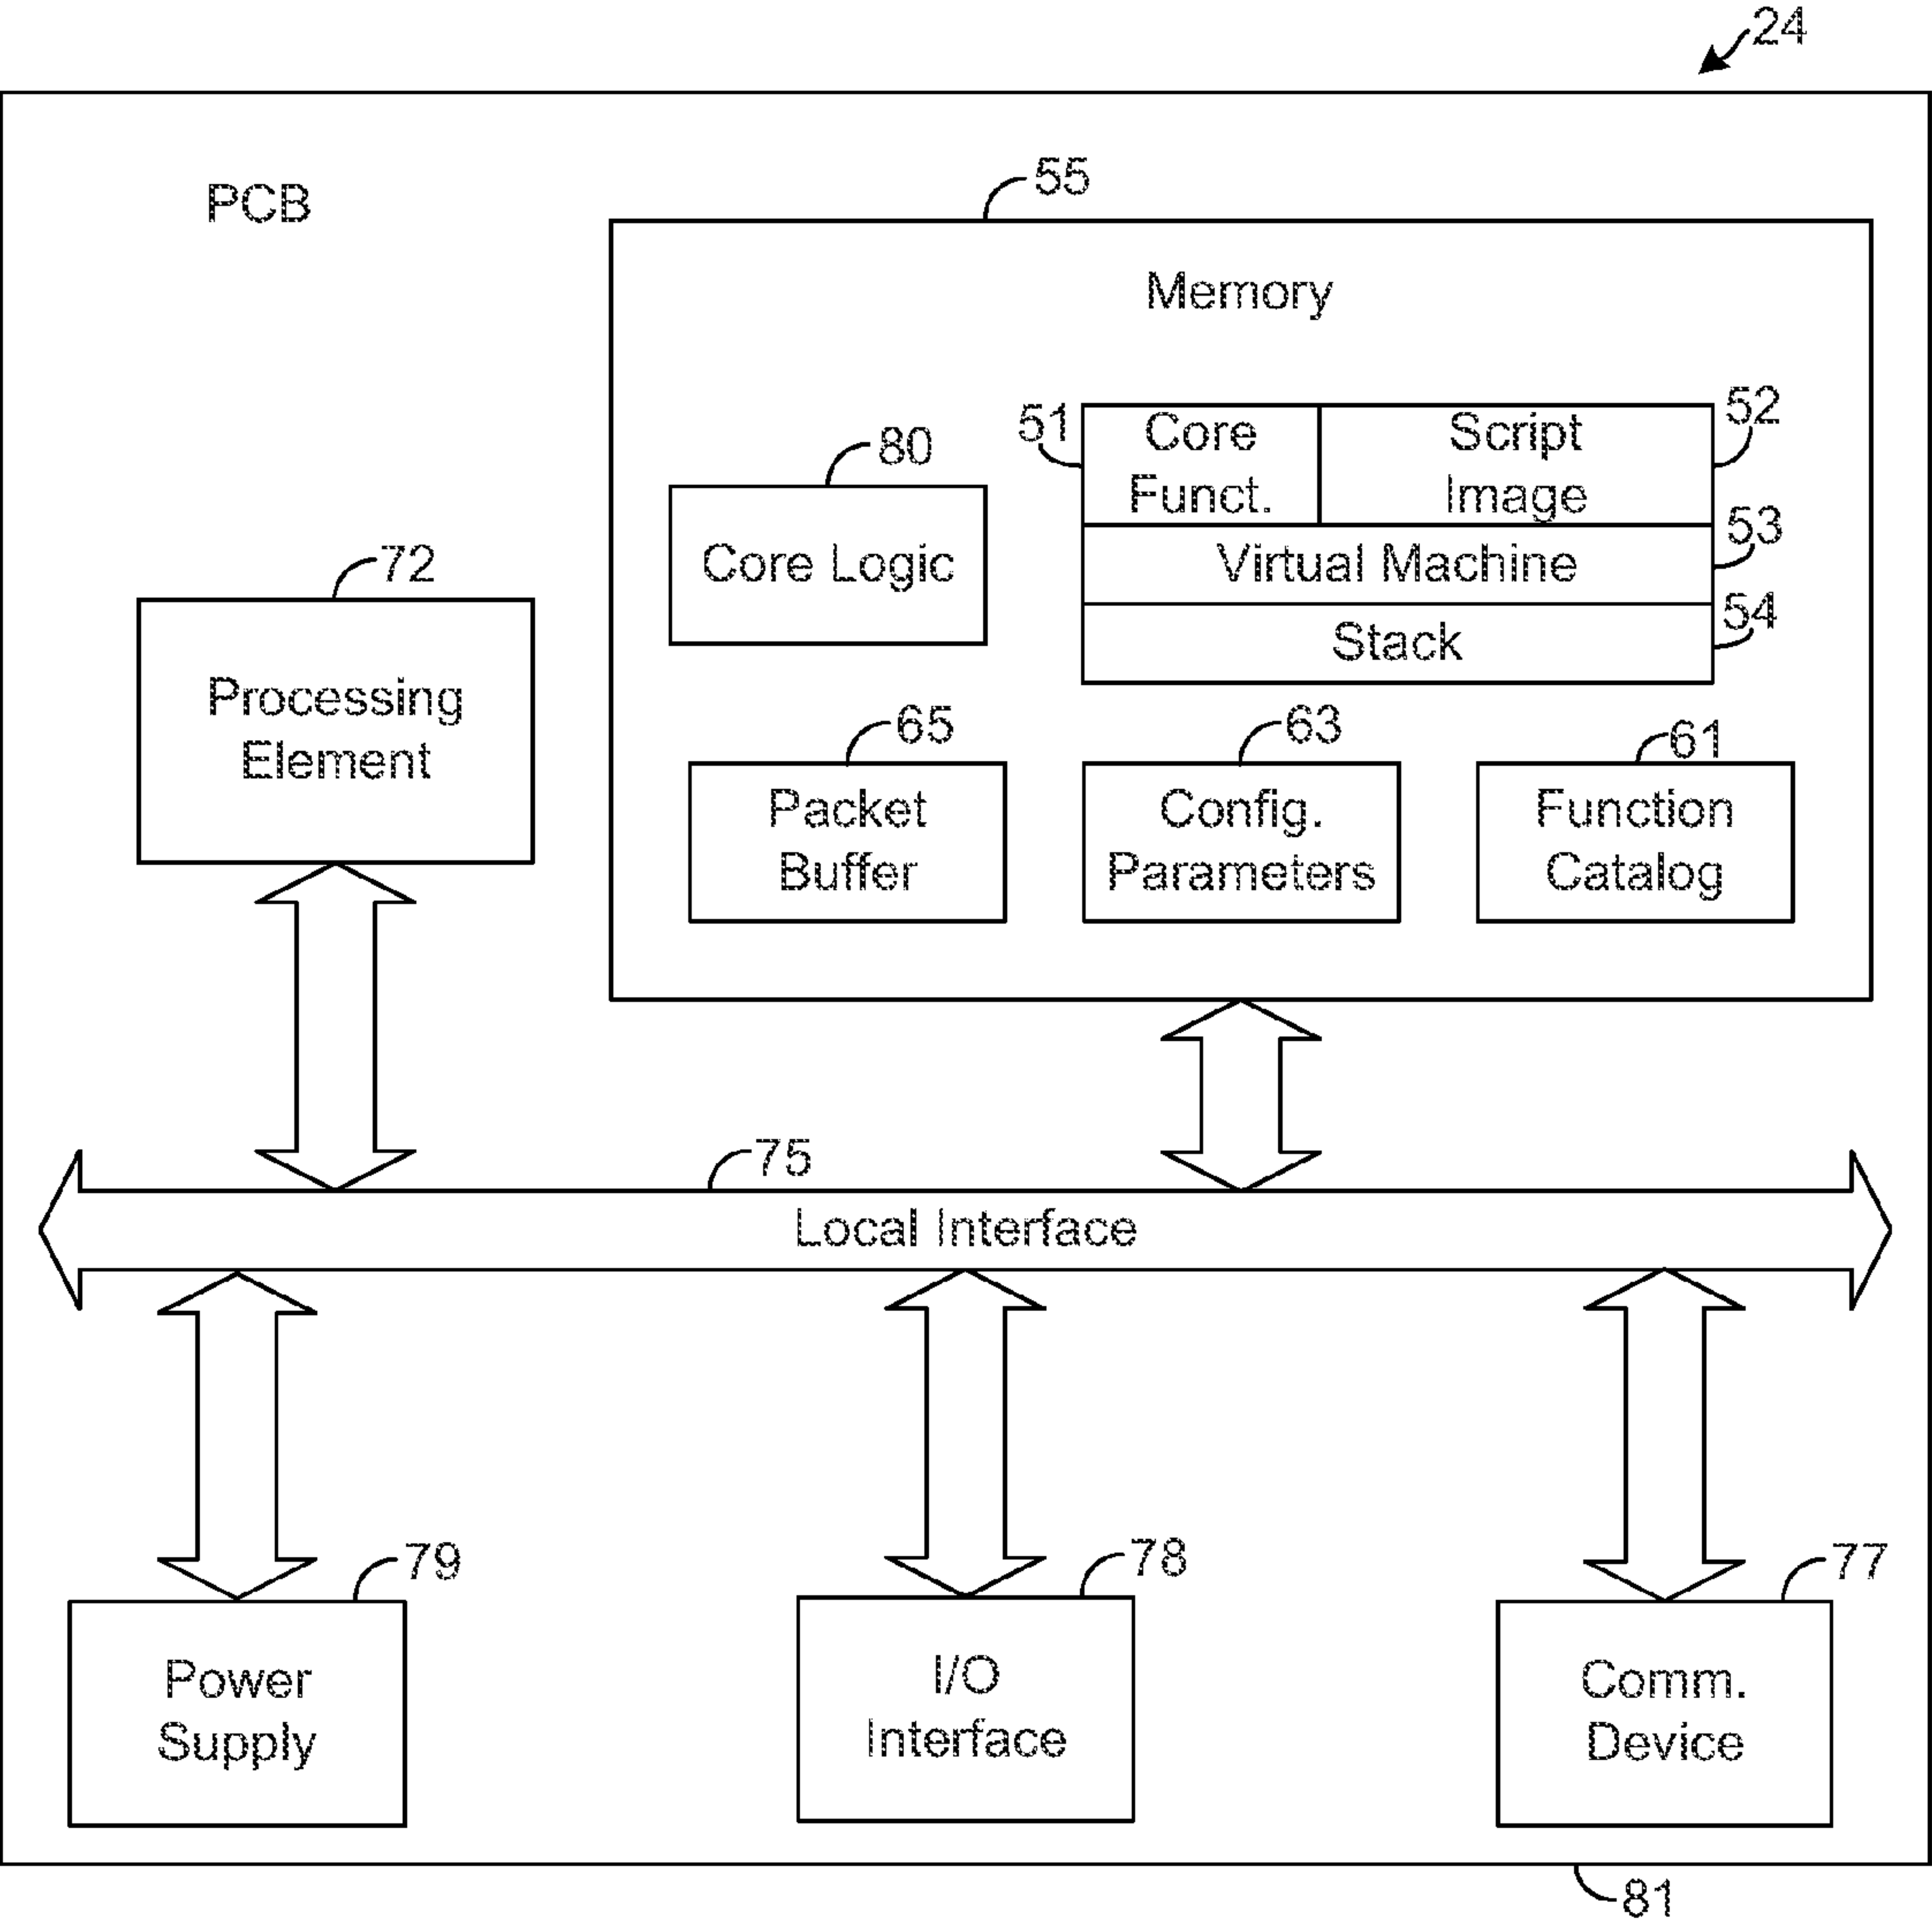 24
PCB
55
Memory
51
Core
Funct.
Script
Image
52
80
Core Logic
Virtual Machine
53
Stack
54
72
Processing
Element
65
Packet
Buffer
63
Config.
Parameters
61
Function
Catalog
75
Local Interface
79
Power
Supply
78
I/O
Interface
77
Comm.
Device
81